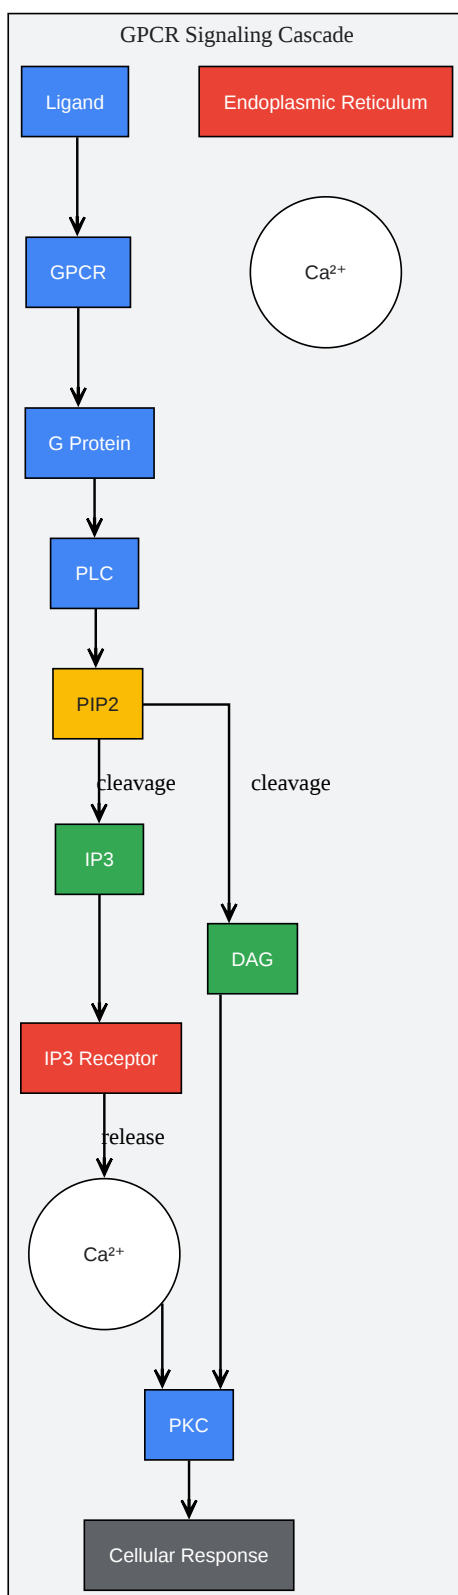 GPCR Signaling Cascade
Ligand
Endoplasmic Reticulum
GPCR
Ca²⁺
G Protein
PLC
PIP2
cleavage
cleavage
IP3
DAG
IP3 Receptor
release
Ca²⁺
PKC
Cellular Response